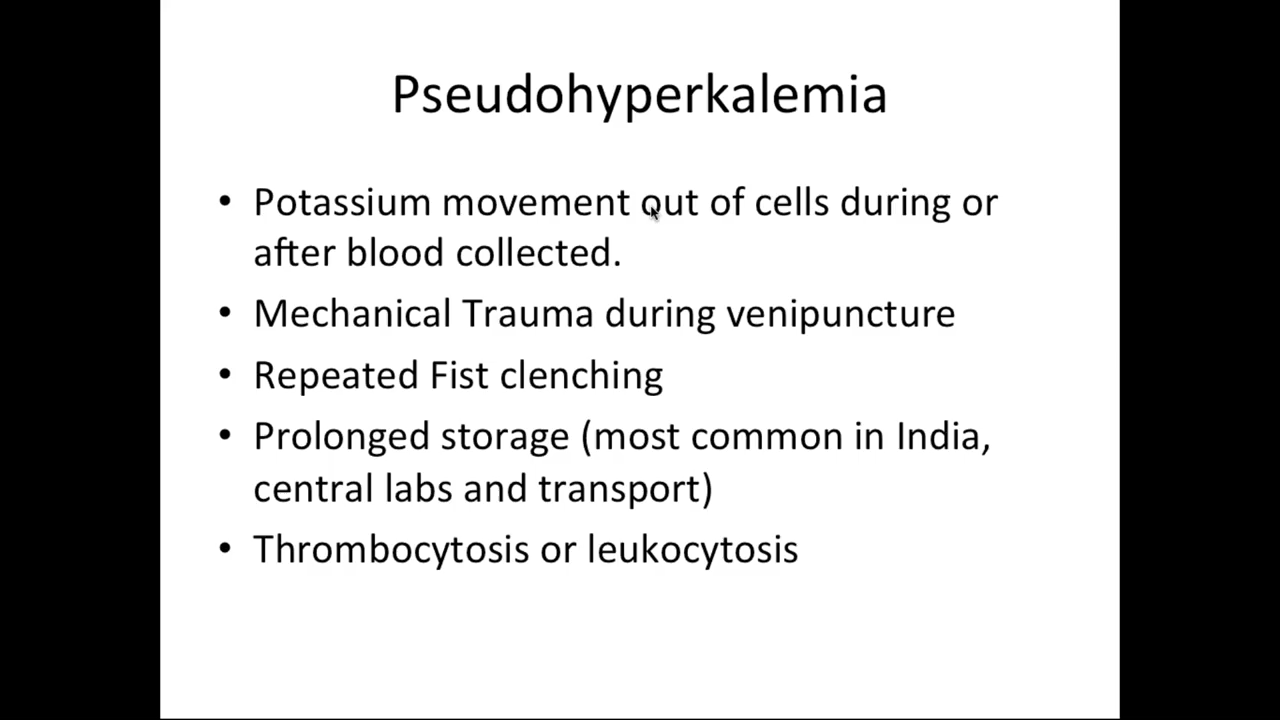 Pseudohyperkalemia
• Potassium movement out of cells during or
after blood collected.
• Mechanical Trauma during venipuncture
• Repeated Fist clenching
• Prolonged storage (most common in India,
central labs and transport)
• Thrombocytosis or leukocytosis